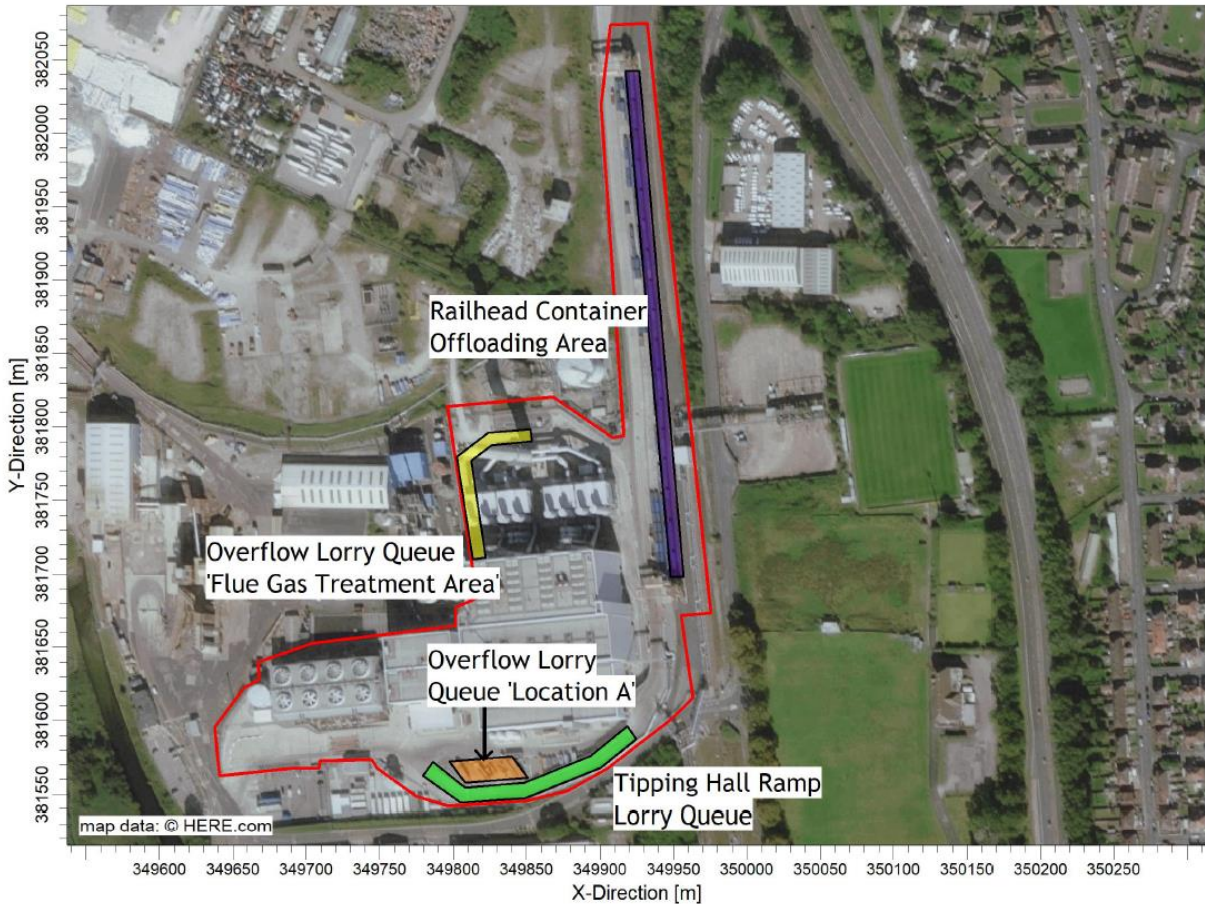 Y-Direction [m]
382050
382000
381950
381900
381850
381800
381750
381700
381650
381600
381550
Railhead Container
Offloading Area
Overflow Lorry Queue
'Flue Gas Treatment Area'
Overflow Lorry
Queue 'Location A'
Tipping Hall Ramp
Lorry Queue
map data: © HERE.com
349600 349650 349700 349750 349800 349850 349900 349950 350000 350050 350100 350150 350200 350250
X-Direction [m]